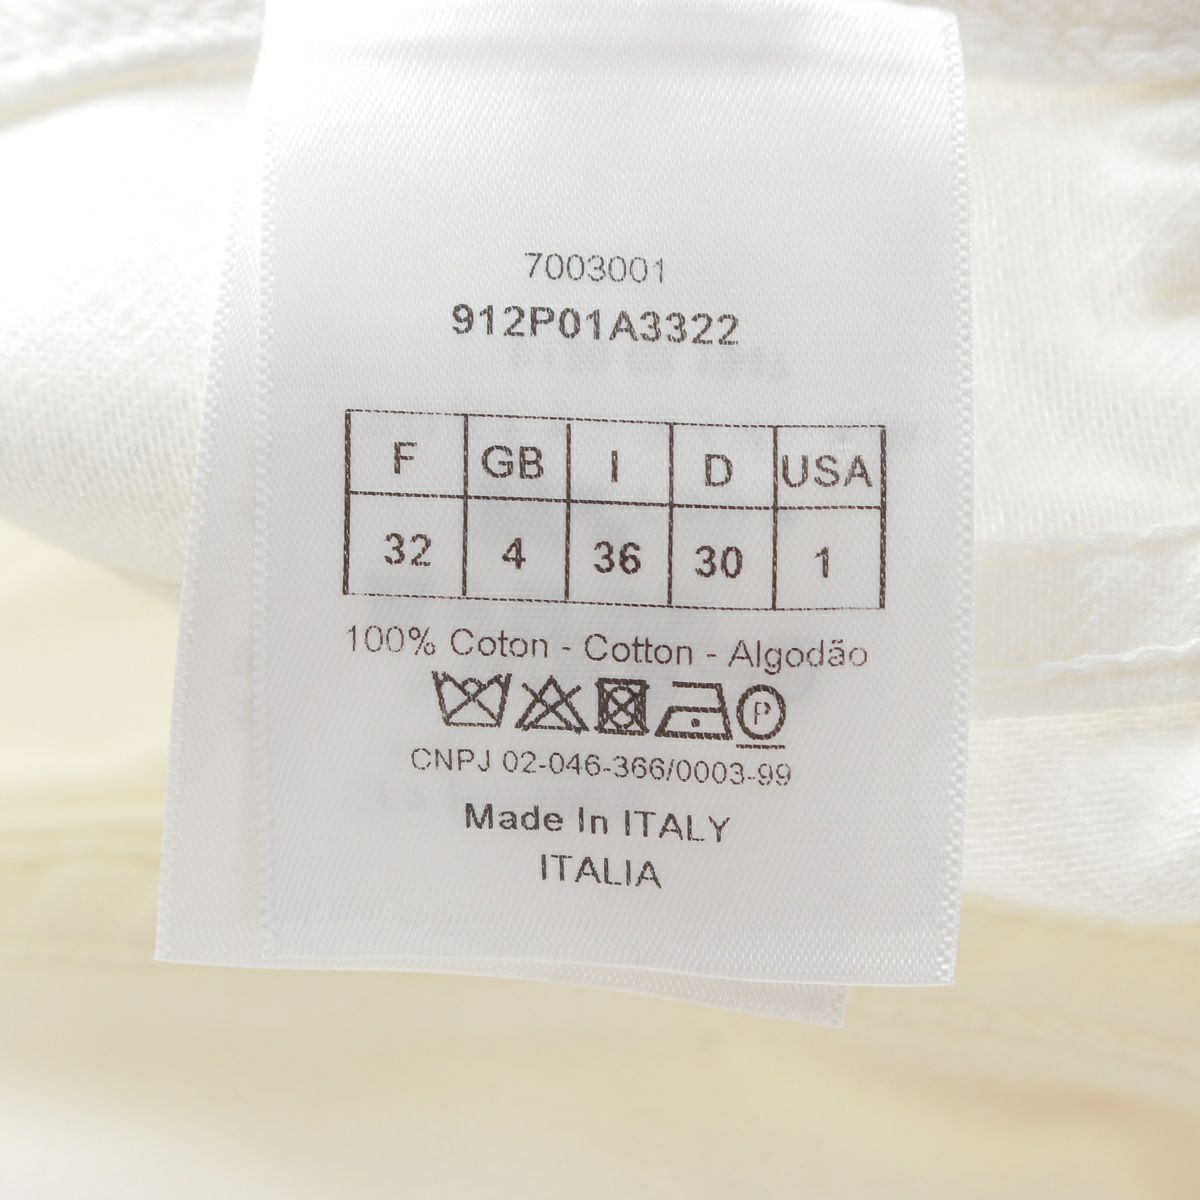 7003001
912P01A3322
F GB I D USA
32 4 36 30 1
100% Coton - Cotton - Algodão
P
CNPJ 02-046-366/0003-99
Made In ITALY
ITALIA